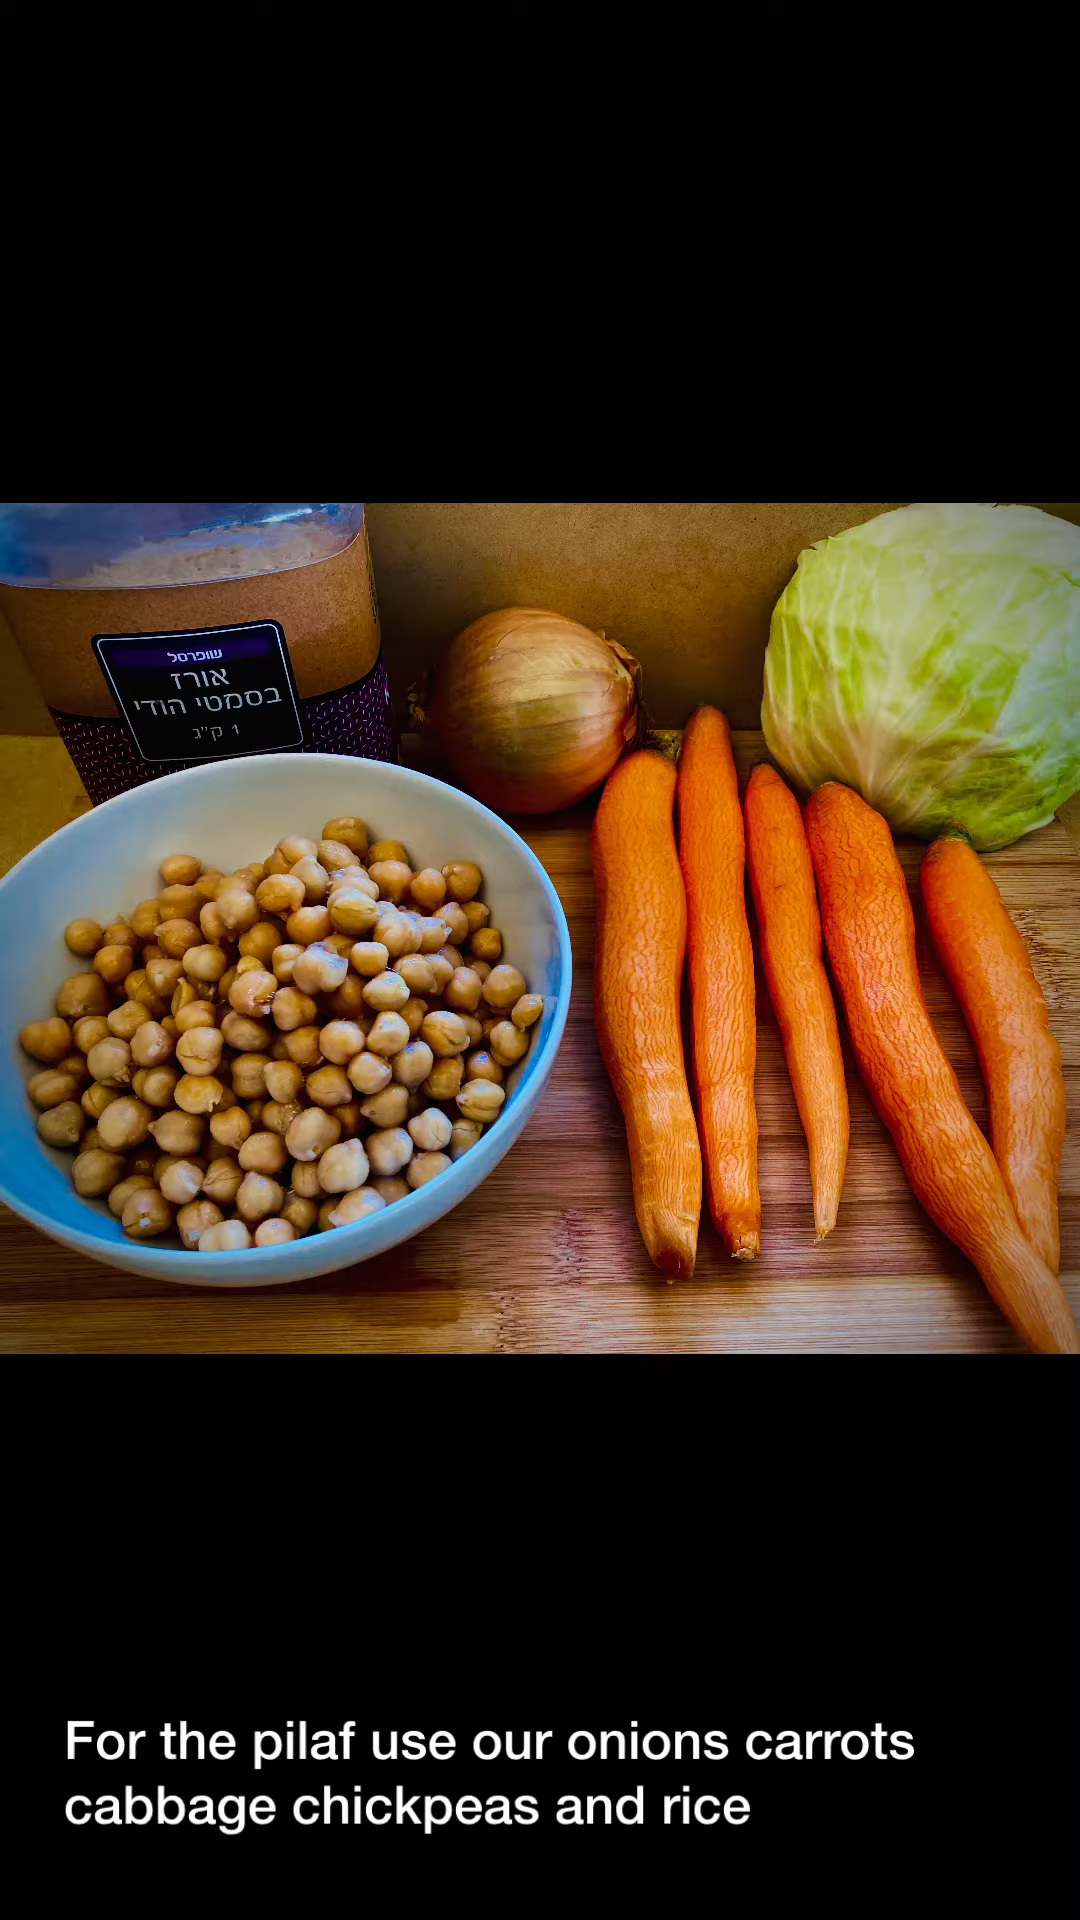 שופרסל
אורז
בסמטי הודי
1 ק"ג
For the pilaf use our onions carrots
cabbage chickpeas and rice